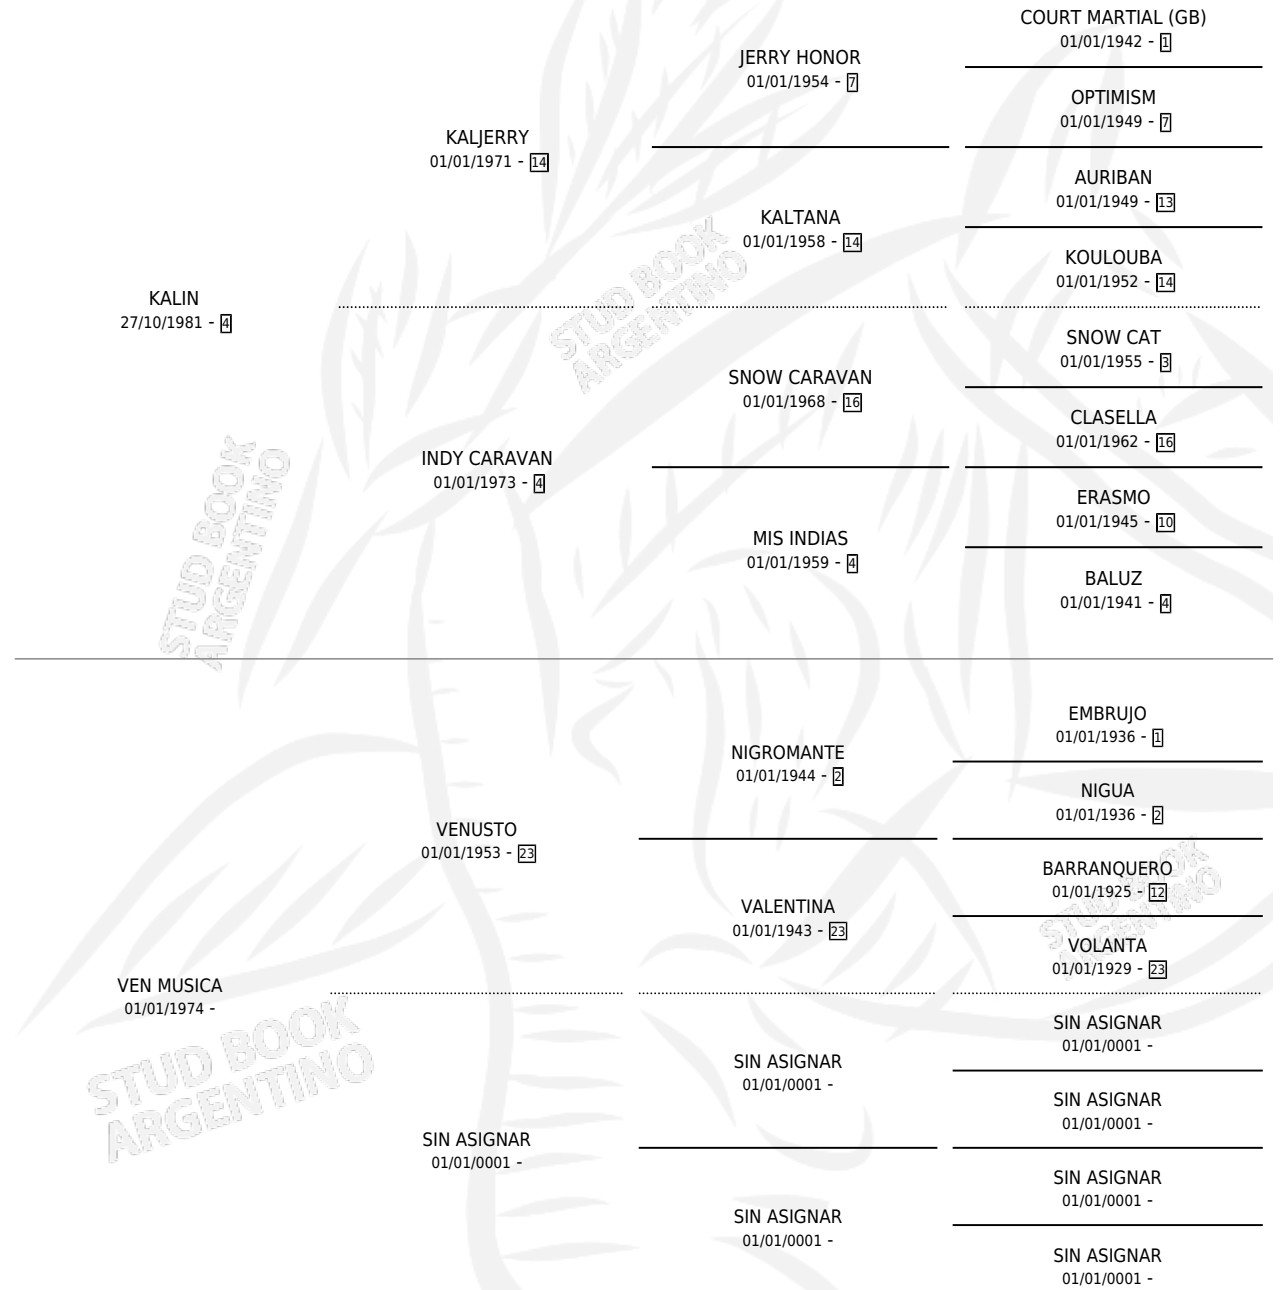 COURT MARTIAL (GB)
01/01/1942 - 1
JERRY HONOR
01/01/1954 - 7
OPTIMISM
01/01/1949 - 7
KALJERRY
01/01/1971 - 14
AURIBAN
01/01/1949 - 13
KALTANA
01/01/1958 - 14
KOULOUBA
01/01/1952 - 14
KALIN
27/10/1981 - 4
SNOW CAT
01/01/1955 - 3
SNOW CARAVAN
01/01/1968 - 16
CLASELLA
01/01/1962 - 16
INDY CARAVAN
01/01/1973 - 4
ERASMO
01/01/1945 - 10
MIS INDIAS
01/01/1959 - 4
BALUZ
01/01/1941 - 4
EMBRUJO
01/01/1936 - 1
NIGROMANTE
01/01/1944 - 2
NIGUA
01/01/1936 - 2
VENUSTO
01/01/1953 - 23
BARRANQUERO
01/01/1925 - 12
VALENTINA
01/01/1943 - 23
VOLANTA
01/01/1929 - 23
VEN MUSICA
01/01/1974 -
SIN ASIGNAR
01/01/0001 -
SIN ASIGNAR
01/01/0001 -
SIN ASIGNAR
01/01/0001 -
SIN ASIGNAR
01/01/0001 -
SIN ASIGNAR
01/01/0001 -
SIN ASIGNAR
01/01/0001 -
SIN ASIGNAR
01/01/0001 -
STUD BOOK
ARGENTINO
STUD BOOK
ARGENTINO
STUD BOOK
ARGENTINO
STUD BOOK
ARGENTINO